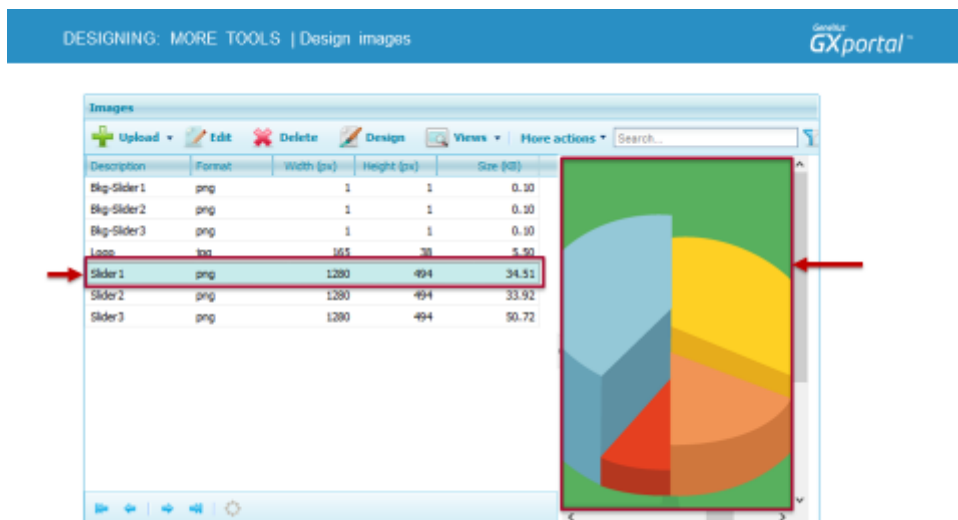 DESIGNING: MORE TOOLS | Design images
GeneXus
GXportal™
Images
Upload Edit Delete Design Views More actions Search...
Description Format Width (px) Height (px) Size (KB)
Bkg-Slider1 png 1 1 0.10
Bkg-Slider2 png 1 1 0.10
Bkg-Slider3 png 1 1 0.10
Logo jpg 165 38 5.50
Slider1 png 1280 494 34.51
Slider2 png 1280 494 33.92
Slider3 png 1280 494 50.72